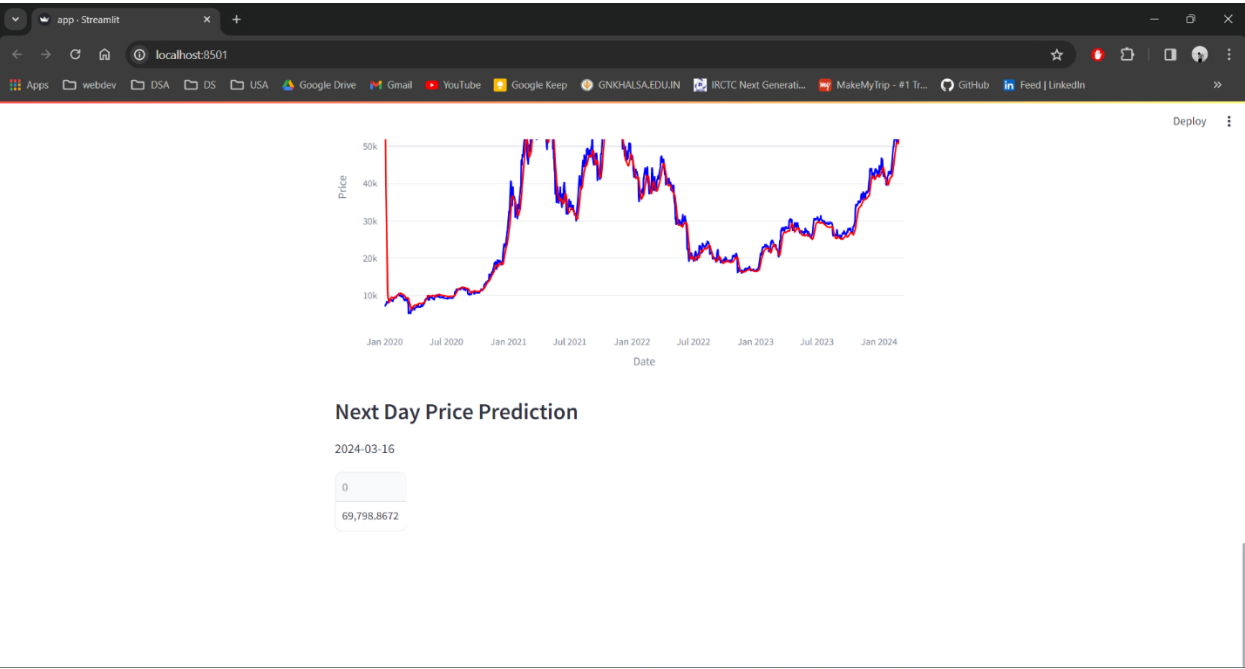 app · Streamlit
localhost:8501
Apps webdev DSA DS USA Google Drive Gmail YouTube Google Keep GNKHALSA.EDU.IN IRCTC Next Generati... MakeMyTrip - #1 Tr... GitHub Feed | LinkedIn »
Deploy
50k
40k
30k
20k
10k
Price
Jan 2020 Jul 2020 Jan 2021 Jul 2021 Jan 2022 Jul 2022 Jan 2023 Jul 2023 Jan 2024
Date
Next Day Price Prediction
2024-03-16
0
69,798.8672